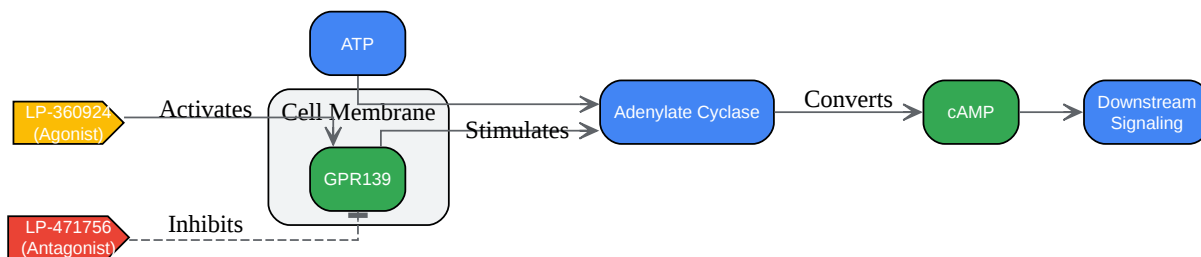 ATP
LP-360924
(Agonist)
Activates
Cell Membrane
Stimulates
Adenylate Cyclase
Converts
cAMP
Downstream
Signaling
GPR139
LP-471756
(Antagonist)
Inhibits